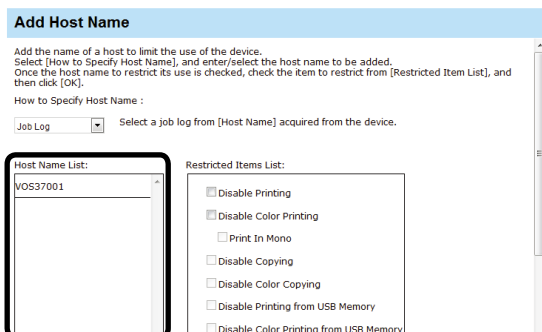 Add Host Name
Add the name of a host to limit the use of the device.
Select [How to Specify Host Name], and enter/select the host name to be added.
Once the host name to restrict its use is checked, check the item to restrict from [Restricted Item List], and
then click [OK].
How to Specify Host Name :
Job Log Select a job log from [Host Name] acquired from the device.
Host Name List: Restricted Items List:
VOS37001
Disable Printing
Disable Color Printing
Print In Mono
Disable Copying
Disable Color Copying
Disable Printing from USB Memory
Disable Color Printing from USB Memory